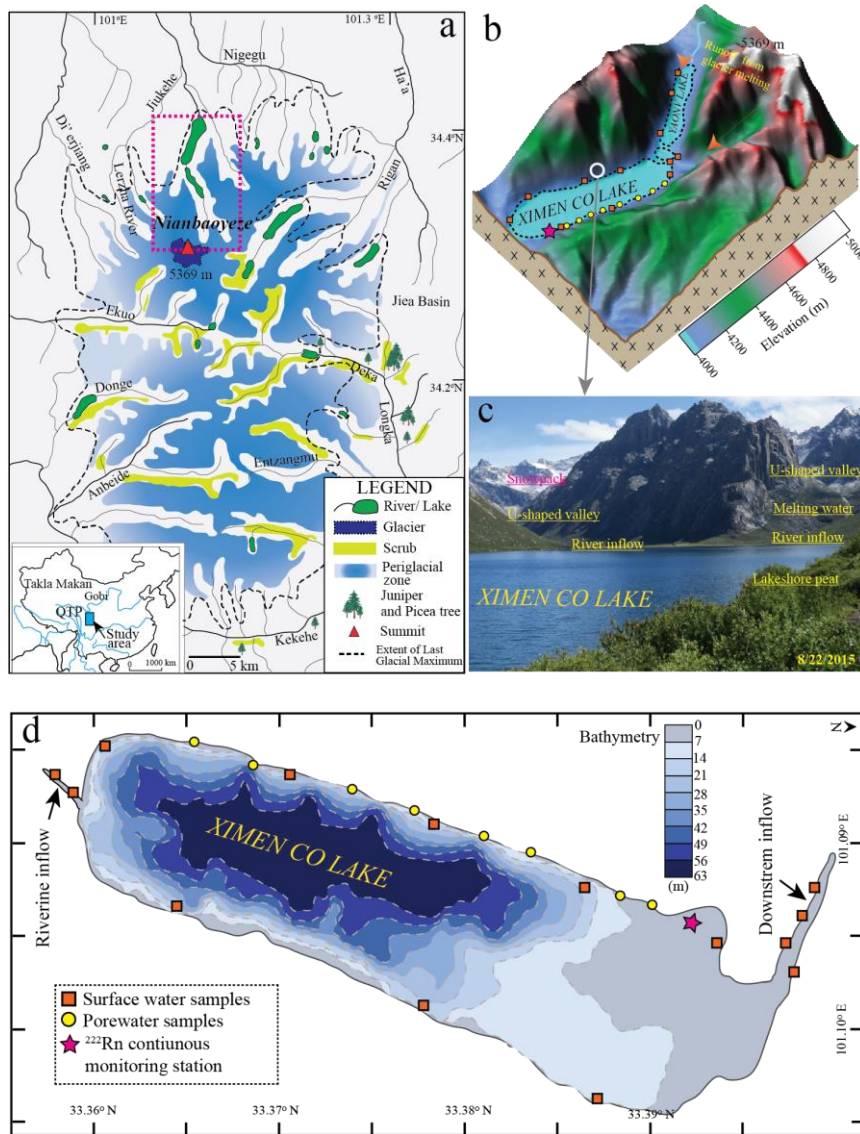 101°E
101.3°E
a
Nigegu
Jiukehe
Ha'a
Di'erjiang
34.4°N
Lerzha River
Rigan
Nianbaoyeze
5369 m
Jiea Basin
Ekuo
Deka
34.2°N
Donge
Longka
Entzangmu
Anbeide
LEGEND
River/ Lake
Glacier
Scrub
Periglacial
zone
Juniper
and Picea tree
Summit
Extent of Last
Glacial Maximum
Takla Makan
Gobi
QTP
Study
area
0 1000 km
0 5 km
Kekehe
b
5369 m
Runoff from
glacier melting
XIMEN CO LAKE
5000
4800
4600
4400
4200
4000
Elevation (m)
c
Snowpack
U-shaped valley
U-shaped valley
Melting water
River inflow
River inflow
Lakeshore peat
XIMEN CO LAKE
8/22/2015
d
Bathymetry
0
7
14
21
28
35
42
49
56
63
(m)
N
XIMEN CO LAKE
Riverine inflow
Downstrem inflow
101.09° E
101.10° E
Surface water samples
Porewater samples
²²²Rn contiunous
monitoring station
33.36° N
33.37° N
33.38° N
33.39° N